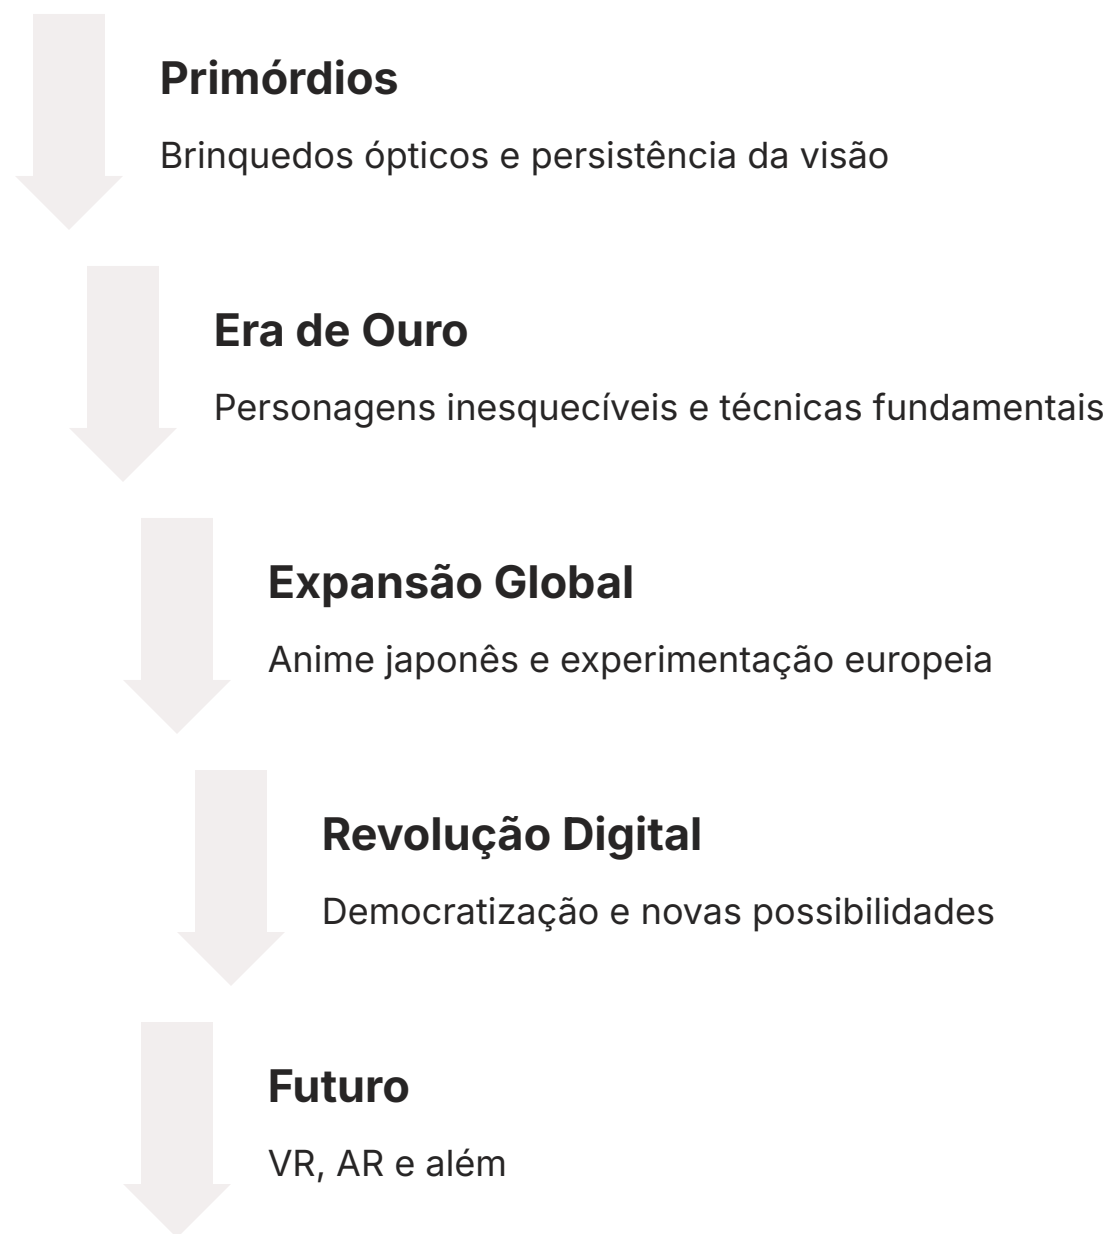 Primórdios
Brinquedos ópticos e persistência da visão
Era de Ouro
Personagens inesquecíveis e técnicas fundamentais
Expansão Global
Anime japonês e experimentação europeia
Revolução Digital
Democratização e novas possibilidades
Futuro
VR, AR e além